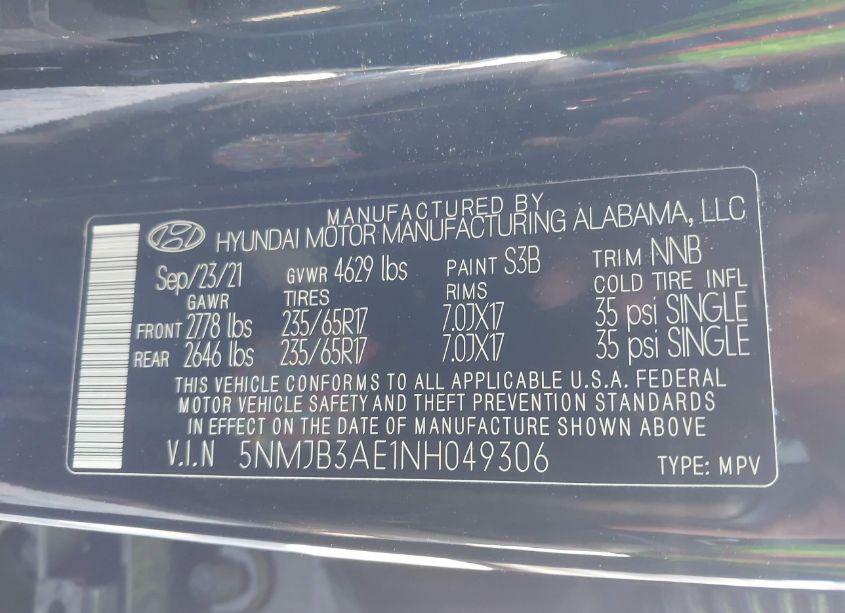 MANUFACTURED BY
HYUNDAI MOTOR MANUFACTURING ALABAMA, LLC
Sep/23/21 GVWR 4629 lbs PAINT S3B TRIM NNB
GAWR TIRES RIMS COLD TIRE INFL
FRONT 2778 lbs 235/65R17 7.0JX17 35 psi SINGLE
REAR 2646 lbs 235/65R17 7.0JX17 35 psi SINGLE
THIS VEHICLE CONFORMS TO ALL APPLICABLE U.S.A. FEDERAL
MOTOR VEHICLE SAFETY AND THEFT PREVENTION STANDARDS
IN EFFECT ON THE DATE OF MANUFACTURE SHOWN ABOVE
V.I.N 5NMJB3AE1NH049306 TYPE: MPV